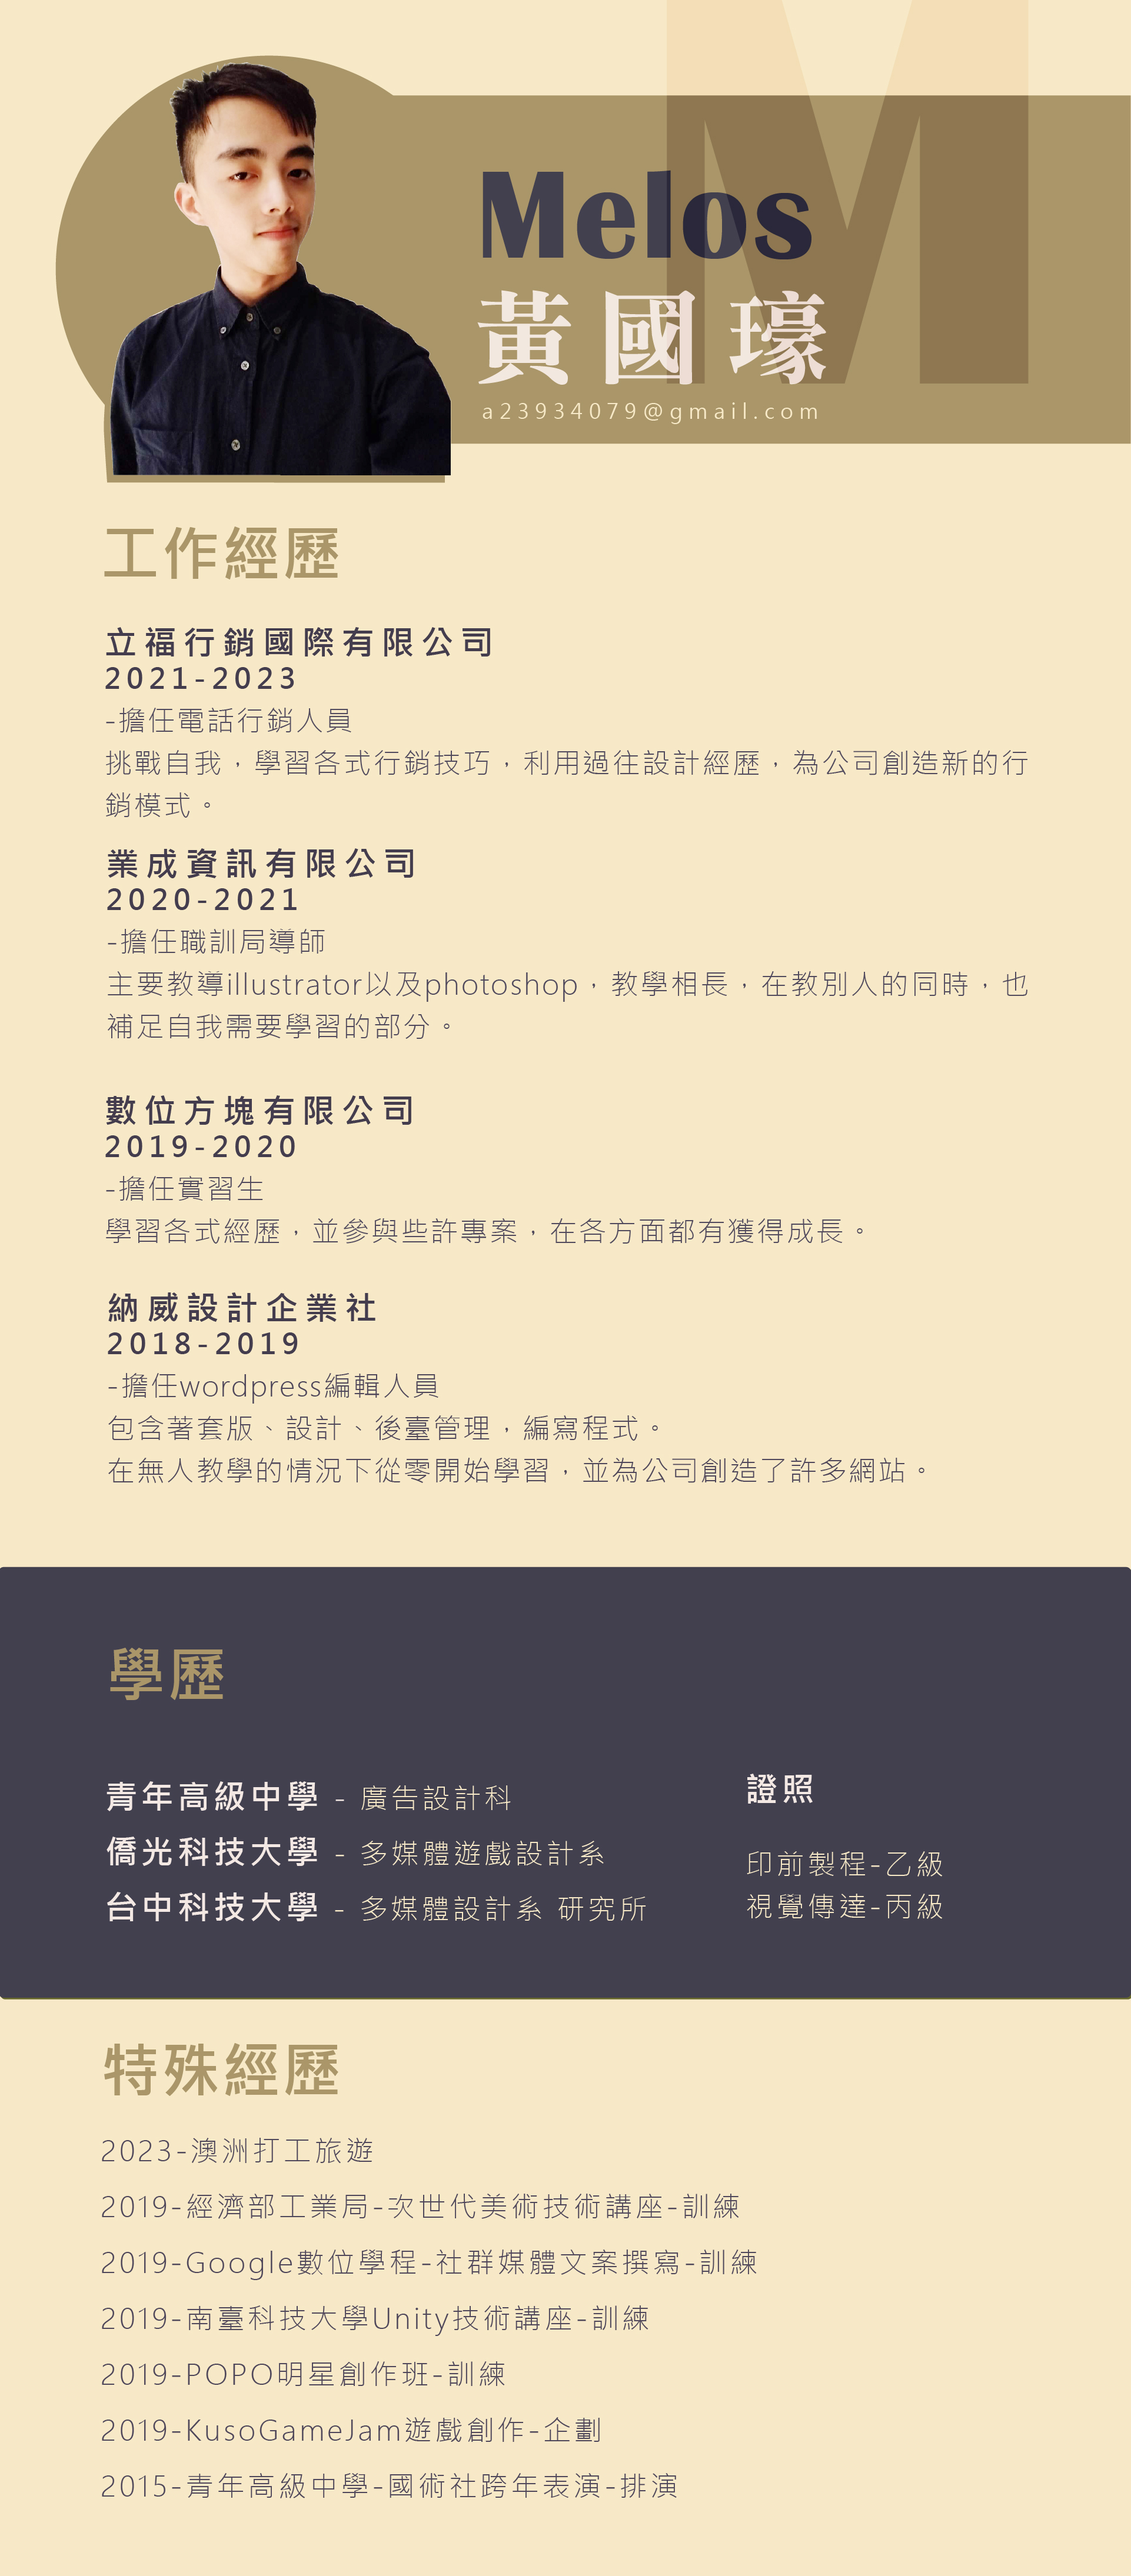 M
Melos
黃國璩
a23934079@gmail.com
工作經歷
立福行銷國際有限公司
2021-2023
-擔任電話行銷人員
挑戰自我，學習各式行銷技巧，利用過往設計經歷，為公司創造新的行
銷模式。
業成資訊有限公司
2020-2021
-擔任職訓局導師
主要教導illustrator以及photoshop，教學相長，在教別人的同時，也
補足自我需要學習的部分。
數位方塊有限公司
2019-2020
-擔任實習生
學習各式經歷，並參與些許專案，在各方面都有獲得成長。
納威設計企業社
2018-2019
-擔任wordpress編輯人員
包含著套版、設計、後臺管理，編寫程式。
在無人教學的情況下從零開始學習，並為公司創造了許多網站。
學歷
青年高級中學 - 廣告設計科
僑光科技大學 - 多媒體遊戲設計系
台中科技大學 - 多媒體設計系 研究所
證照
印前製程-乙級
視覺傳達-丙級
特殊經歷
2023-澳洲打工旅遊
2019-經濟部工業局-次世代美術技術講座-訓練
2019-Google數位學程-社群媒體文案撰寫-訓練
2019-南臺科技大學Unity技術講座-訓練
2019-POPO明星創作班-訓練
2019-KusoGameJam遊戲創作-企劃
2015-青年高級中學-國術社跨年表演-排演